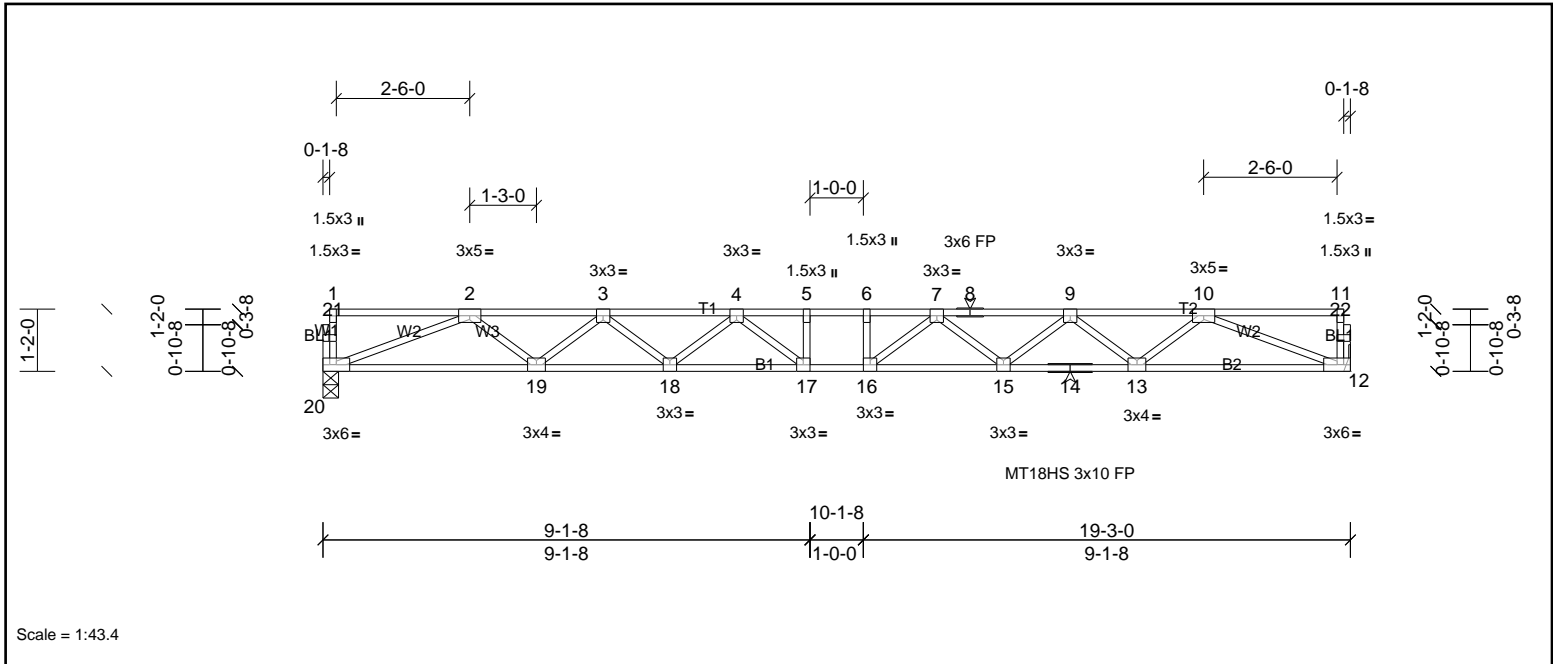 2-6-0
0-1-8
0-1-8
2-6-0
1-3-0
1-0-0
1.5x3 II
1.5x3 =
1.5x3 II
1.5x3 =
3x5 =
3x3 =
3x6 FP
3x3 =
1.5x3 II
3x5 =
3x3 =
1.5x3 II
3x3 =
1 2 3 T1 4 5 6 7 8 9 T2 10 11
21 22
1-2-0
1-2-0
0-10-8
0-10-8
0-3-8
BL1 W1 W2 W3 W2 BL1
1-2-0
0-10-8
0-3-8
0-10-8
B1 B2
20 19 18 17 16 15 14 13 12
3x3 =
3x3 =
3x4 =
3x6 =
3x4 =
3x3 =
3x3 =
3x6 =
MT18HS 3x10 FP
10-1-8
9-1-8 19-3-0
9-1-8 1-0-0 9-1-8
Scale = 1:43.4